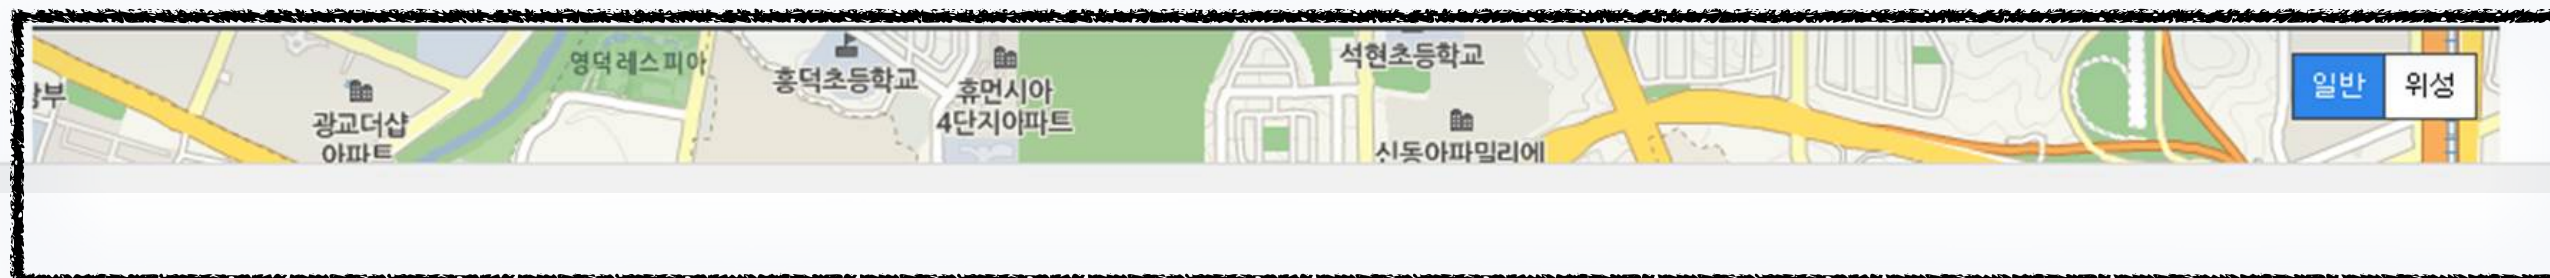 영덕레스피아
석현초등학교
흥덕초등학교
일반
위성
휴먼시아
4단지아파트
광교더샵
아파트
신동아파밀리에